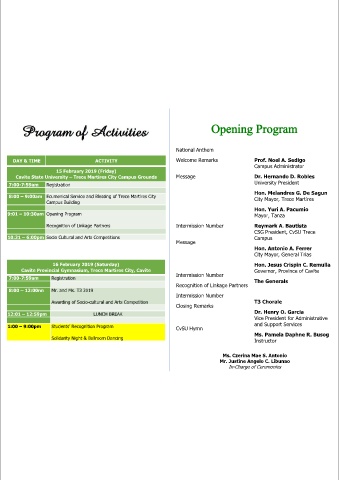 Program of Activities
DAY & TIME ACTIVITY
15 February 2019 (Friday)
Cavite State University – Trece Martires City Campus Grounds
7:00-7:50am Registration
8:00 – 9:00am Ecumenical Service and Blessing of Trece Martires City
Campus Building
9:01 – 10:30am Opening Program
Recognition of Linkage Partners
10:31 – 6:00pm Socio Cultural and Arts Competitions
16 February 2019 (Saturday)
Cavite Provincial Gymnasium, Trece Martires City, Cavite
7:30-7:59am Registration
8:00 – 12:00nn Mr. and Ms. T3 2019
Awarding of Socio-cultural and Arts Competition
12:01 – 12:59pm LUNCH BREAK
1:00 – 9:00pm Students' Recognition Program
Solidarity Night & Ballroom Dancing
Opening Program
National Anthem
Welcome Remarks Prof. Noel A. Sedigo
Campus Administrator
Message Dr. Hernando D. Robles
University President
Hon. Melandres G. De Sagun
City Mayor, Trece Martires
Hon. Yuri A. Pacumio
Mayor, Tanza
Intermission Number Raymark A. Bautista
CSG President, CvSU Trece
Campus
Message
Hon. Antonio A. Ferrer
City Mayor, General Trias
Hon. Jesus Crispin C. Remulla
Governor, Province of Cavite
Intermission Number
The Generals
Recognition of Linkage Partners
Intermission Number
T3 Chorale
Closing Remarks
Dr. Henry O. Garcia
Vice President for Administrative
and Support Services
CvSU Hymn
Ms. Pamela Daphne R. Busog
Instructor
Ms. Czerina Mae S. Antonio
Mr. Justine Angelo C. Libunao
In-Charge of Ceremonies